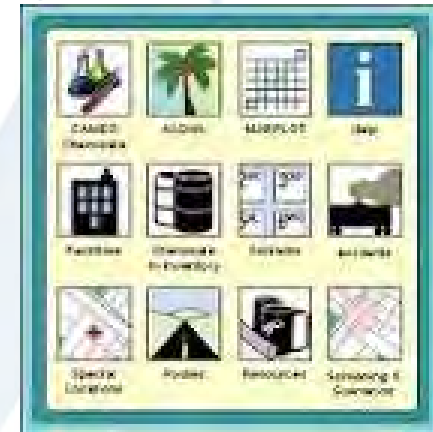 CAMEO
Chemicals
ALOHA
MARPLOT
Help
Facilities
Chemicals
in Inventory
Contacts
Incidents
Special
Locations
Routes
Resources
Screening &
Scenarios